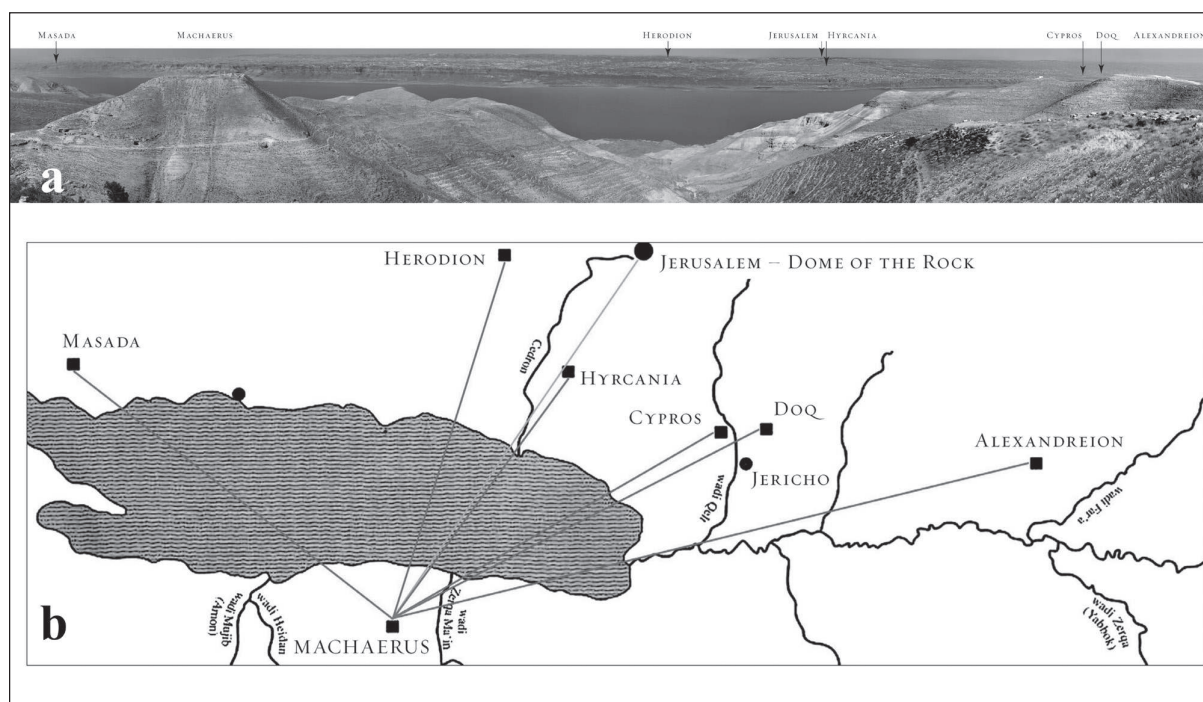 MASADA MACHAERUS HERODION JERUSALEM HYRCANIA CYPROS DOQ ALEXANDREION
a
HERODION
JERUSALEM – DOME OF THE ROCK
MASADA
Cedron
HYRCANIA
CYPROS
DOQ
ALEXANDREION
JERICHO
wadi Qelt
wadi Far'a
b
wadi Mujib
(Arnon)
wadi Heidan
MACHAERUS
wadi
Zerqa Ma'in
wadi Zerqa
(Yabbok)